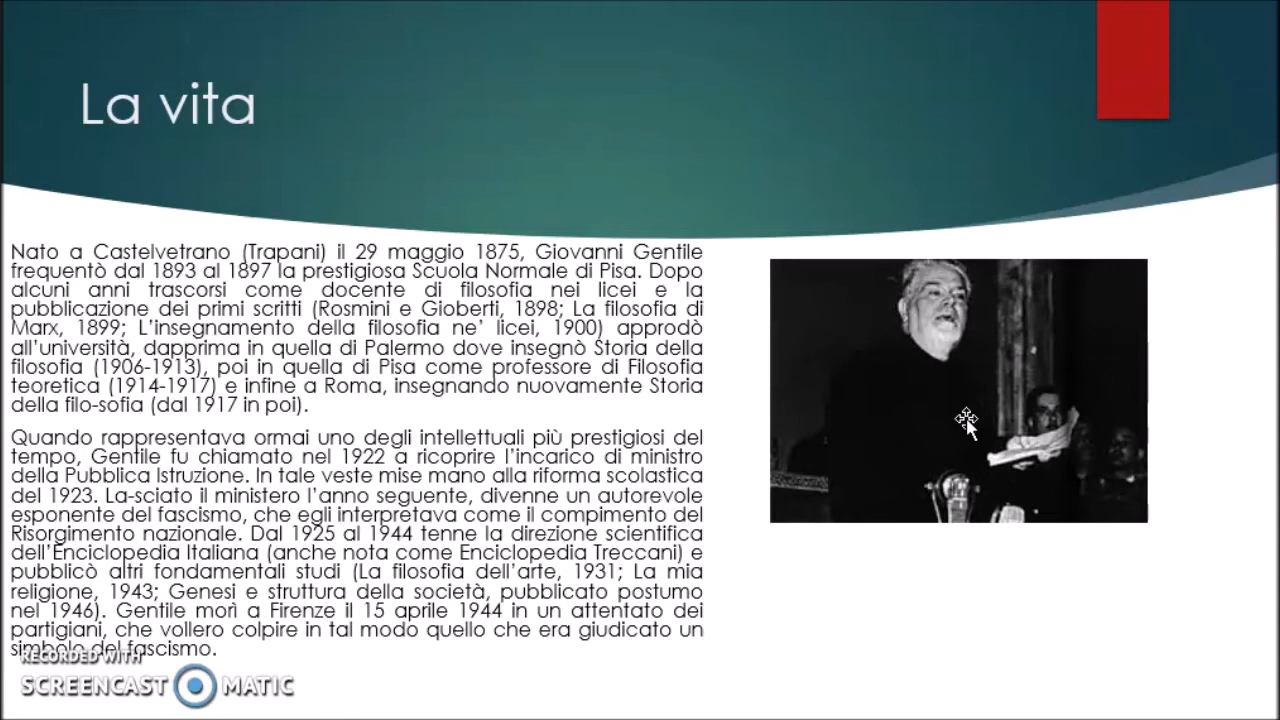 La vita
Nato a Castelvetrano (Trapani) il 29 maggio 1875, Giovanni Gentile
frequentò dal 1893 al 1897 la prestigiosa Scuola Normale di Pisa. Dopo
alcuni anni trascorsi come docente di filosofia nei licei e la
pubblicazione dei primi scritti (Rosmini e Gioberti, 1898; La filosofia di
Marx, 1899; L’insegnamento della filosofia ne’ licei, 1900) approdò
all’università, dapprima in quella di Palermo dove insegnò Storia della
filosofia (1906-1913), poi in quella di Pisa come professore di Filosofia
teoretica (1914-1917) e infine a Roma, insegnando nuovamente Storia
della filo-sofia (dal 1917 in poi).
Quando rappresentava ormai uno degli intellettuali più prestigiosi del
tempo, Gentile fu chiamato nel 1922 a ricoprire l’incarico di ministro
della Pubblica Istruzione. In tale veste mise mano alla riforma scolastica
del 1923. La-sciato il ministero l’anno seguente, divenne un autorevole
esponente del fascismo, che egli interpretava come il compimento del
Risorgimento nazionale. Dal 1925 al 1944 tenne la direzione scientifica
dell’Enciclopedia Italiana (anche nota come Enciclopedia Treccani) e
pubblicò altri fondamentali studi (La filosofia dell’arte, 1931; La mia
religione, 1943; Genesi e struttura della società, pubblicato postumo
nel 1946). Gentile morì a Firenze il 15 aprile 1944 in un attentato dei
partigiani, che vollero colpire in tal modo quello che era giudicato un
simbolo del fascismo.
RECORDED WITH
SCREENCAST MATIC